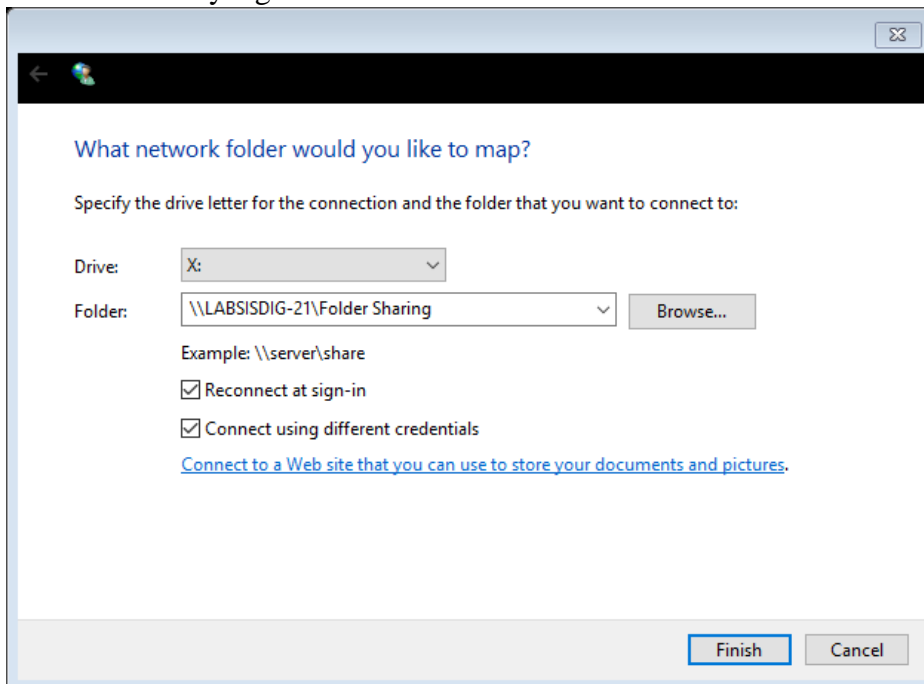 What network folder would you like to map?
Specify the drive letter for the connection and the folder that you want to connect to:
Drive: X:
Folder: \\LABSISDIG-21\Folder Sharing Browse...
Example: \\server\share
Reconnect at sign-in
Connect using different credentials
Connect to a Web site that you can use to store your documents and pictures.
Finish Cancel